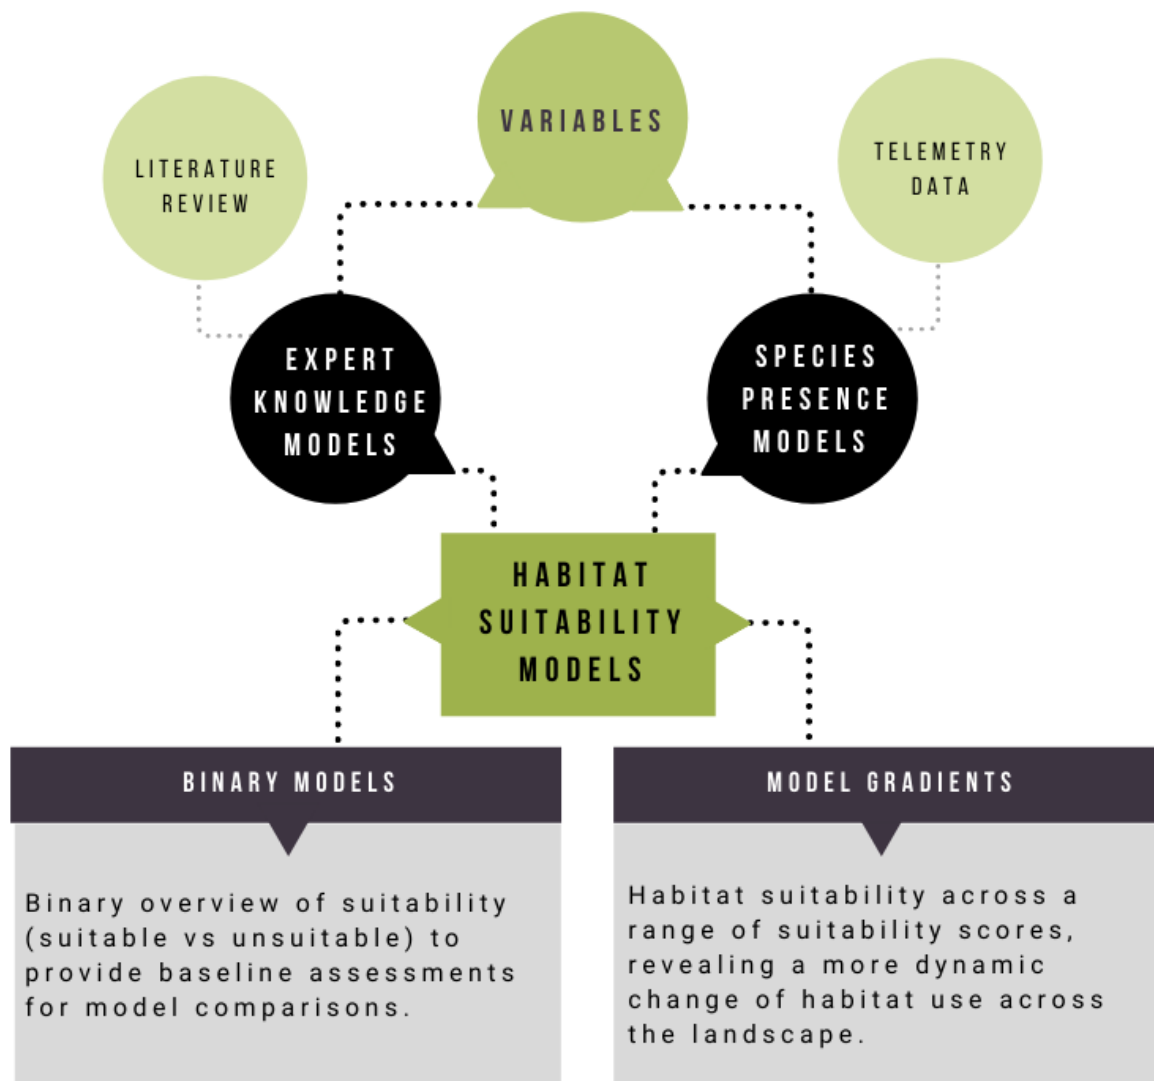 VARIABLES
LITERATURE
REVIEW
TELEMETRY
DATA
EXPERT
KNOWLEDGE
MODELS
SPECIES
PRESENCE
MODELS
HABITAT
SUITABILITY
MODELS
BINARY MODELS
Binary overview of suitability
(suitable vs unsuitable) to
provide baseline assessments
for model comparisons.
MODEL GRADIENTS
Habitat suitability across a
range of suitability scores,
revealing a more dynamic
change of habitat use across
the landscape.